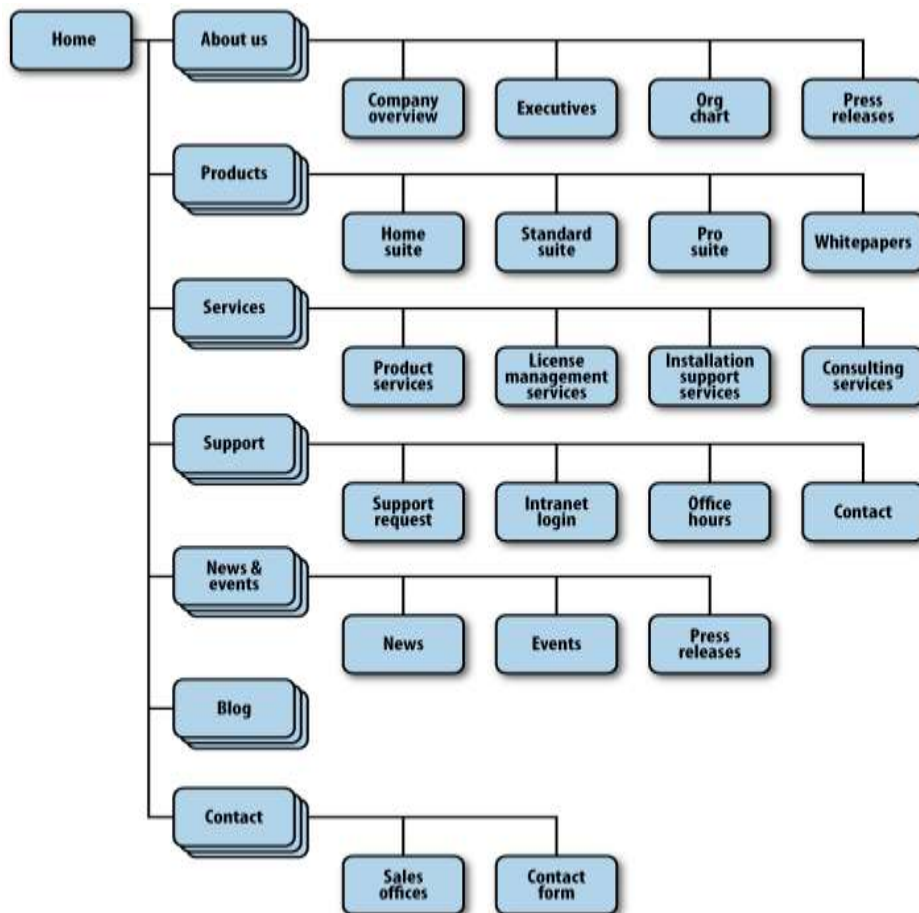 Home
About us
Company
overview
Executives
Org
chart
Press
releases
Products
Home
suite
Standard
suite
Pro
suite
Whitepapers
Services
Product
services
License
management
services
Installation
support
services
Consulting
services
Support
Support
request
Intranet
login
Office
hours
Contact
News &
events
News
Events
Press
releases
Blog
Contact
Sales
offices
Contact
form